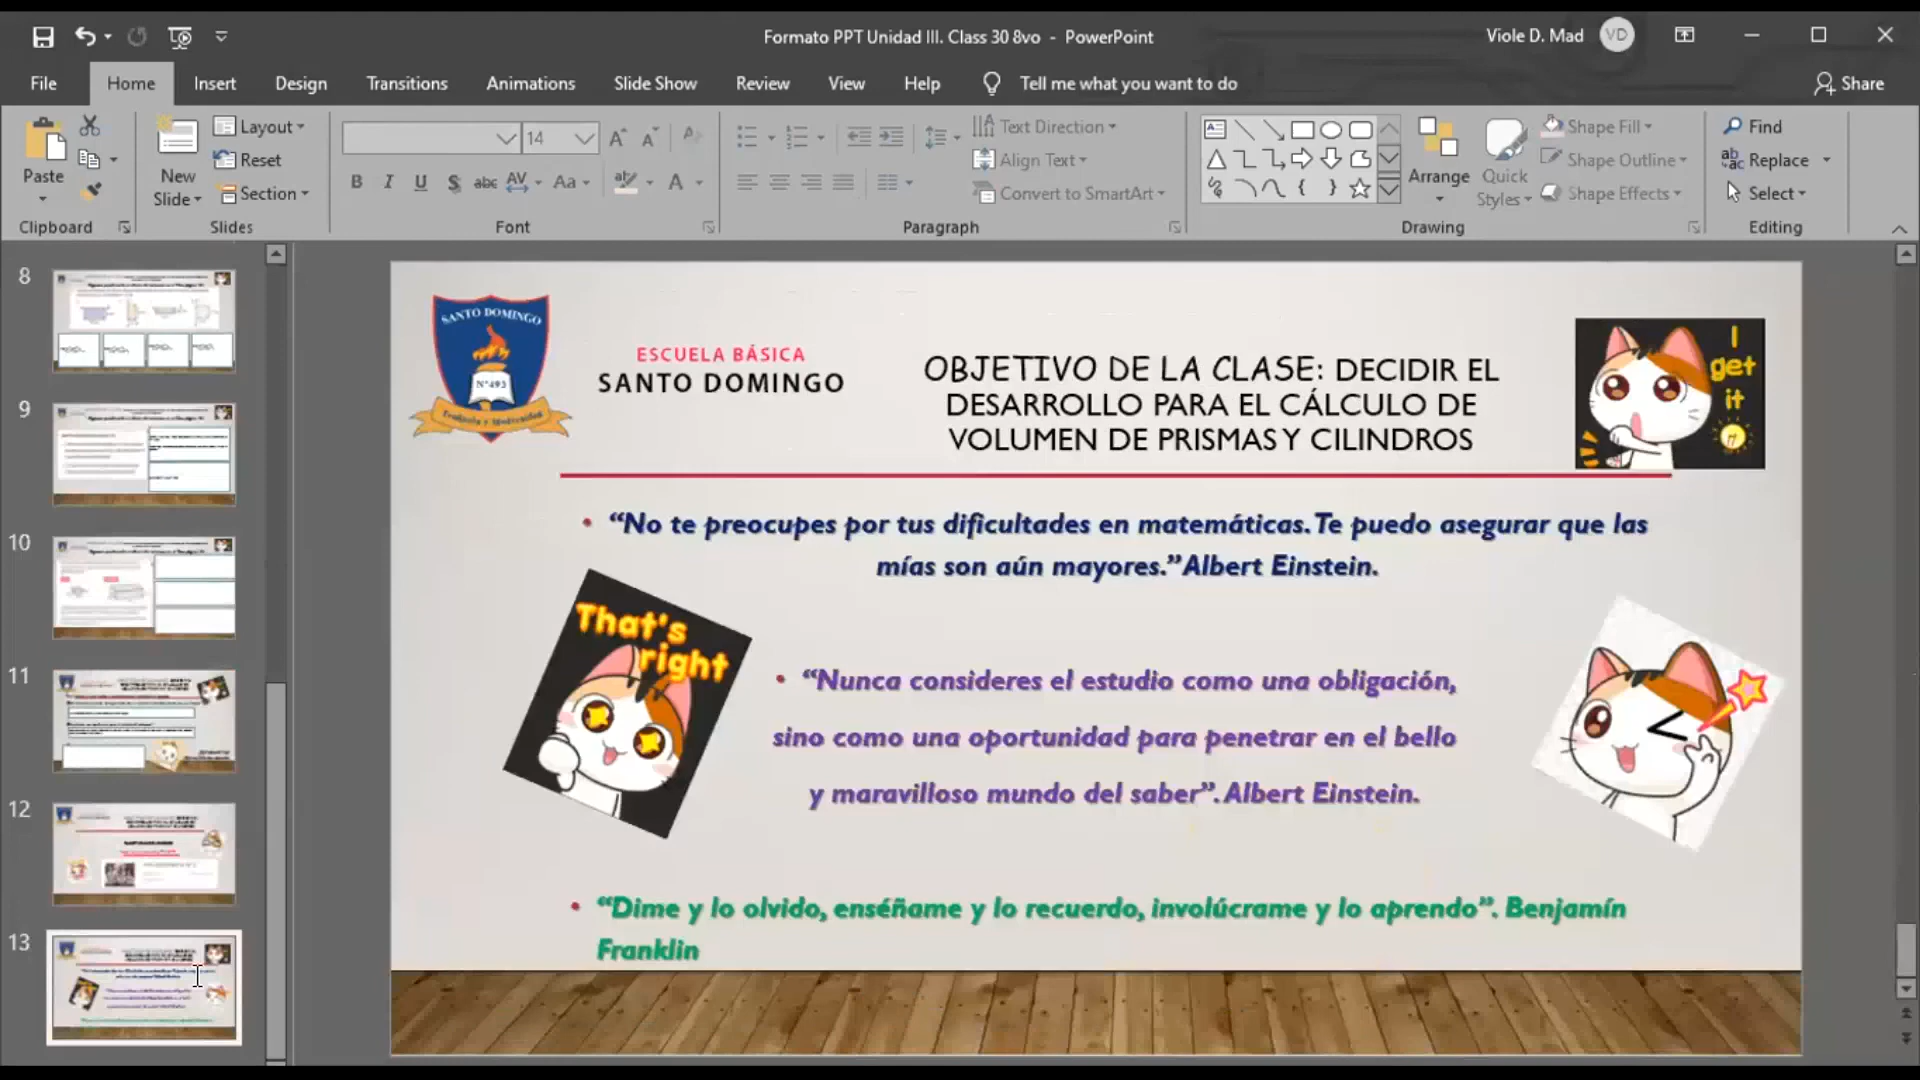 Formato PPT Unidad III. Class 30 8vo - PowerPoint
Viole D. Mad
VD
File
Home
Insert
Design
Transitions
Animations
Slide Show
Review
View
Help
Tell me what you want to do
Share
Paste
New
Slide
Layout
Reset
Section
14
B I U S abc AV Aa A
Text Direction
Align Text
Convert to SmartArt
Arrange
Quick
Styles
Shape Fill
Shape Outline
Shape Effects
Find
Replace
Select
Clipboard
Slides
Font
Paragraph
Drawing
Editing
8
9
10
11
12
13
SANTO DOMINGO
N°493
ESCUELA BÁSICA
SANTO DOMINGO
OBJETIVO DE LA CLASE: DECIDIR EL
DESARROLLO PARA EL CÁLCULO DE
VOLUMEN DE PRISMAS Y CILINDROS
I
get
it
• “No te preocupes por tus dificultades en matemáticas. Te puedo asegurar que las
mías son aún mayores.” Albert Einstein.
That's
right
• “Nunca consideres el estudio como una obligación,
sino como una oportunidad para penetrar en el bello
y maravilloso mundo del saber”. Albert Einstein.
• “Dime y lo olvido, enséñame y lo recuerdo, involúcrame y lo aprendo”. Benjamín
Franklin